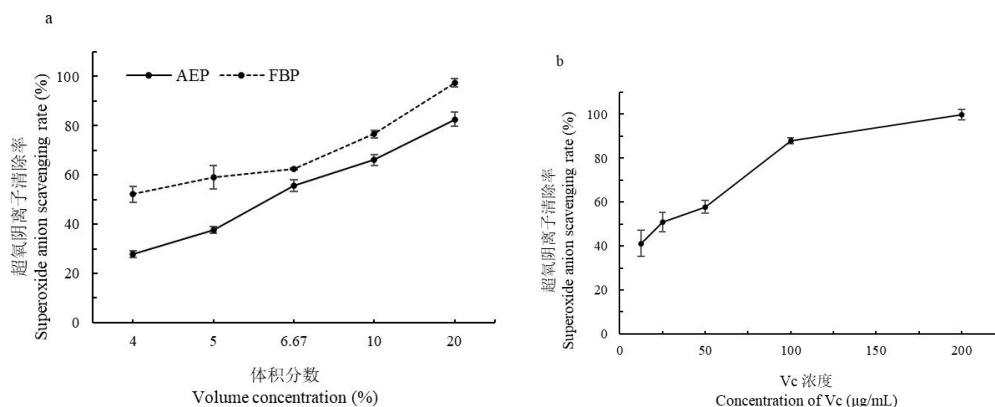 a
AEP
FBP
100
80
60
40
20
0
超氧阴离子清除率
Superoxide anion scavenging rate (%)
4
5
6.67
10
20
体积分数
Volume concentration (%)
b
100
80
60
40
20
0
超氧阴离子清除率
Superoxide anion scavenging rate (%)
0
50
100
150
200
Vc 浓度
Concentration of Vc (μg/mL)